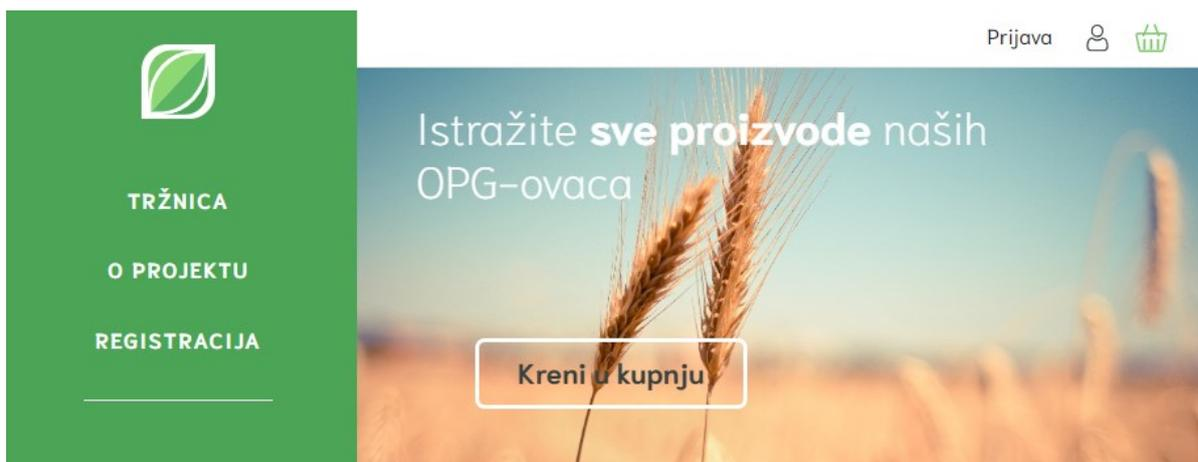 Prijava
TRŽNICA
O PROJEKTU
REGISTRACIJA
Istražite sve proizvode naših
OPG-ovaca
Kreni u kupnju